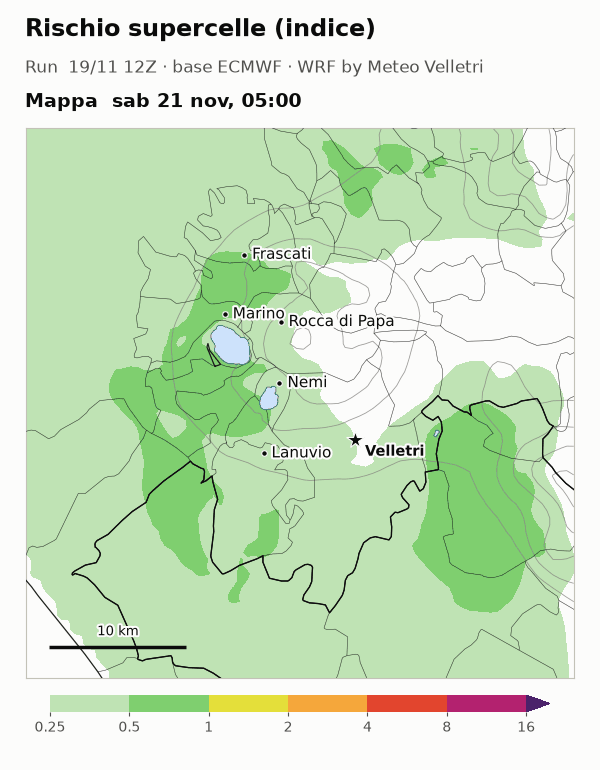 Rischio supercelle (indice)
Run 19/11 12Z · base ECMWF · WRF by Meteo Velletri
Mappa sab 21 nov, 05:00
Frascati
Marino
Rocca di Papa
Nemi
Velletri
Lanuvio
10 km
0.25 0.5 1 2 4 8 16